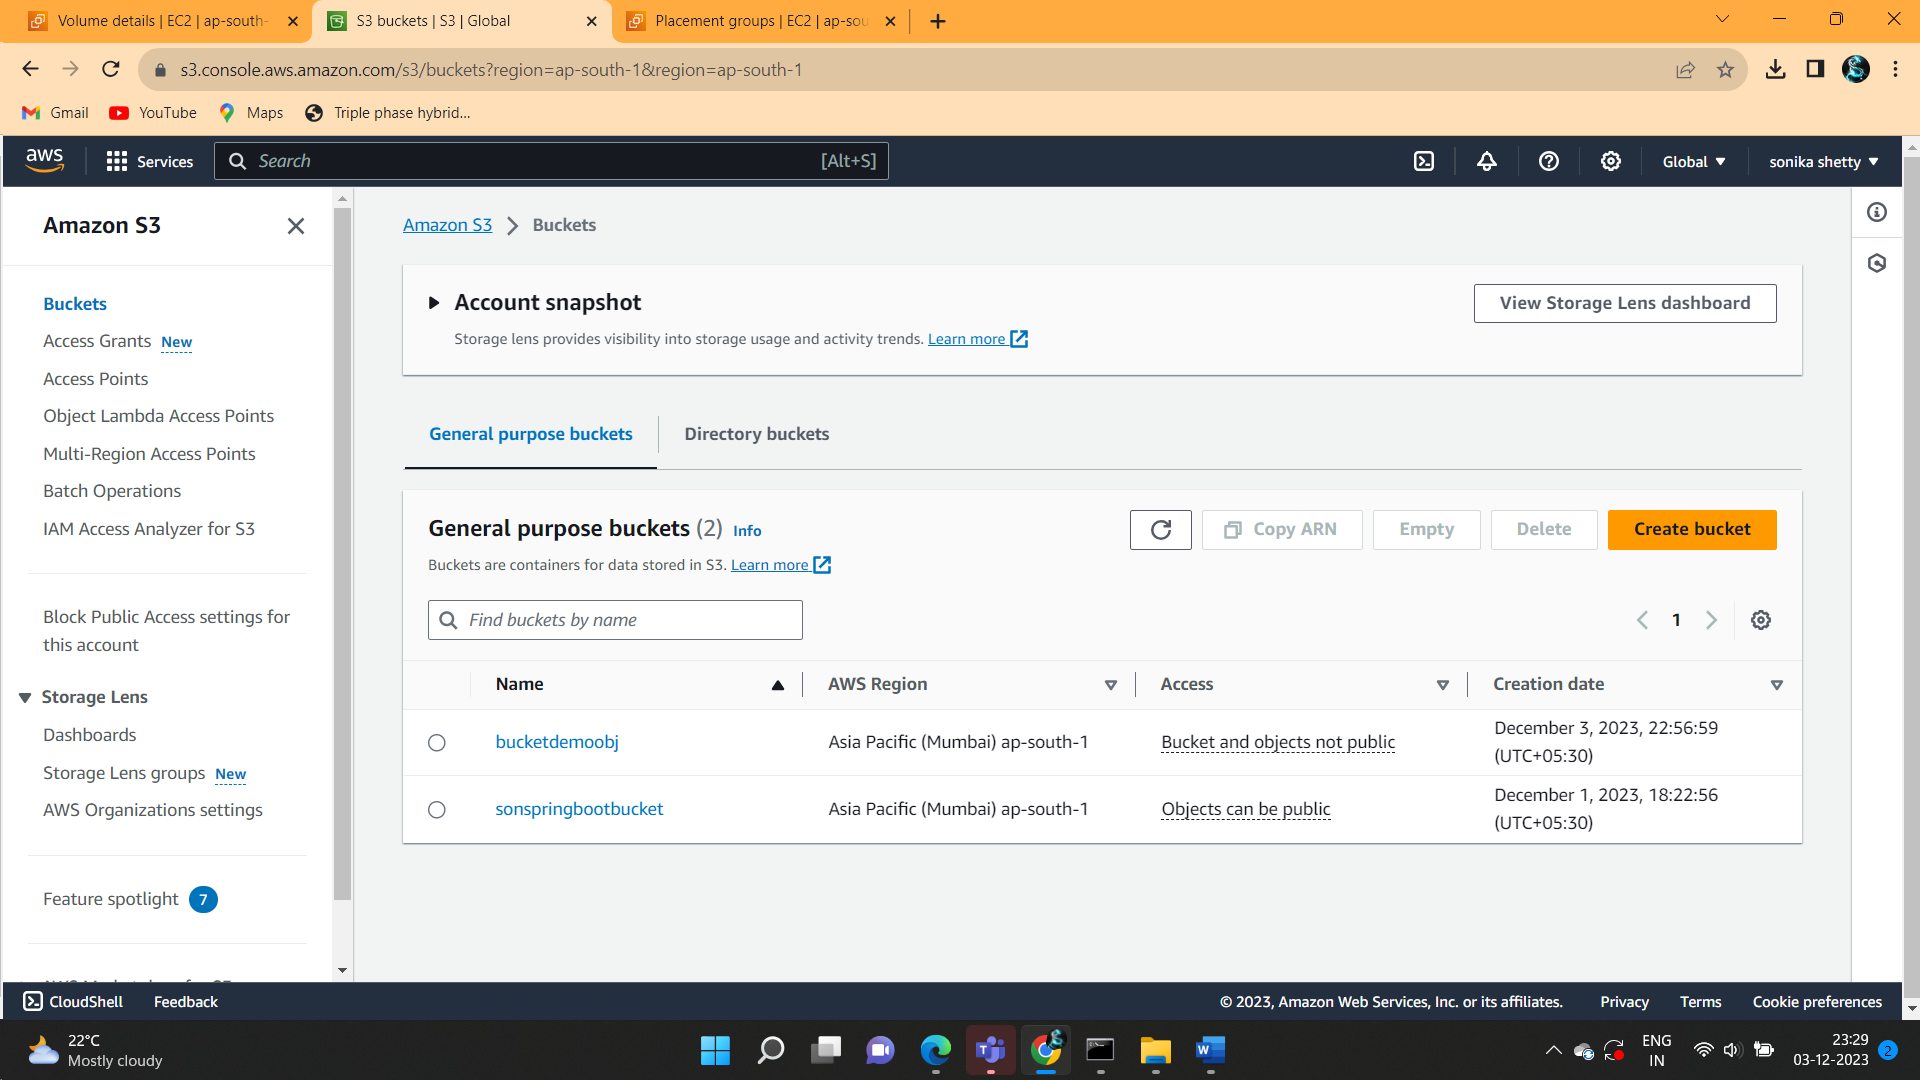 Volume details | EC2 | ap-south-
S3 buckets | S3 | Global
Placement groups | EC2 | ap-sou
s3.console.aws.amazon.com/s3/buckets?region=ap-south-1&region=ap-south-1
Gmail
YouTube
Maps
Triple phase hybrid...
aws
Services
Search
[Alt+S]
Global
sonika shetty
Amazon S3
Buckets
Access Grants New
Access Points
Object Lambda Access Points
Multi-Region Access Points
Batch Operations
IAM Access Analyzer for S3
Block Public Access settings for
this account
Storage Lens
Dashboards
Storage Lens groups New
AWS Organizations settings
Feature spotlight 7
Amazon S3 > Buckets
Account snapshot
View Storage Lens dashboard
Storage lens provides visibility into storage usage and activity trends. Learn more
General purpose buckets
Directory buckets
General purpose buckets (2) Info
Copy ARN
Empty
Delete
Create bucket
Buckets are containers for data stored in S3. Learn more
Find buckets by name
1
Name
AWS Region
Access
Creation date
bucketdemoobj
Asia Pacific (Mumbai) ap-south-1
Bucket and objects not public
December 3, 2023, 22:56:59
(UTC+05:30)
sonspringbootbucket
Asia Pacific (Mumbai) ap-south-1
Objects can be public
December 1, 2023, 18:22:56
(UTC+05:30)
CloudShell
Feedback
© 2023, Amazon Web Services, Inc. or its affiliates.
Privacy
Terms
Cookie preferences
22°C
Mostly cloudy
ENG
IN
23:29
03-12-2023
2